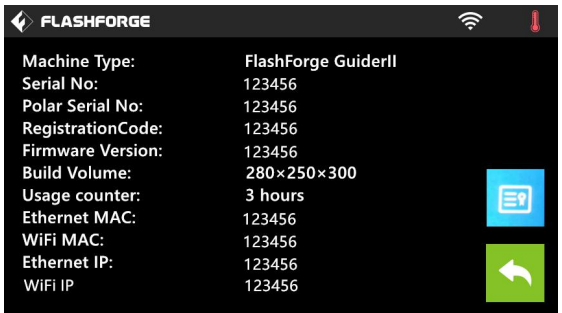 FLASHFORGE
Machine Type: FlashForge GuiderII
Serial No: 123456
Polar Serial No: 123456
RegistrationCode: 123456
Firmware Version: 123456
Build Volume: 280×250×300
Usage counter: 3 hours
Ethernet MAC: 123456
WiFi MAC: 123456
Ethernet IP: 123456
WiFi IP 123456